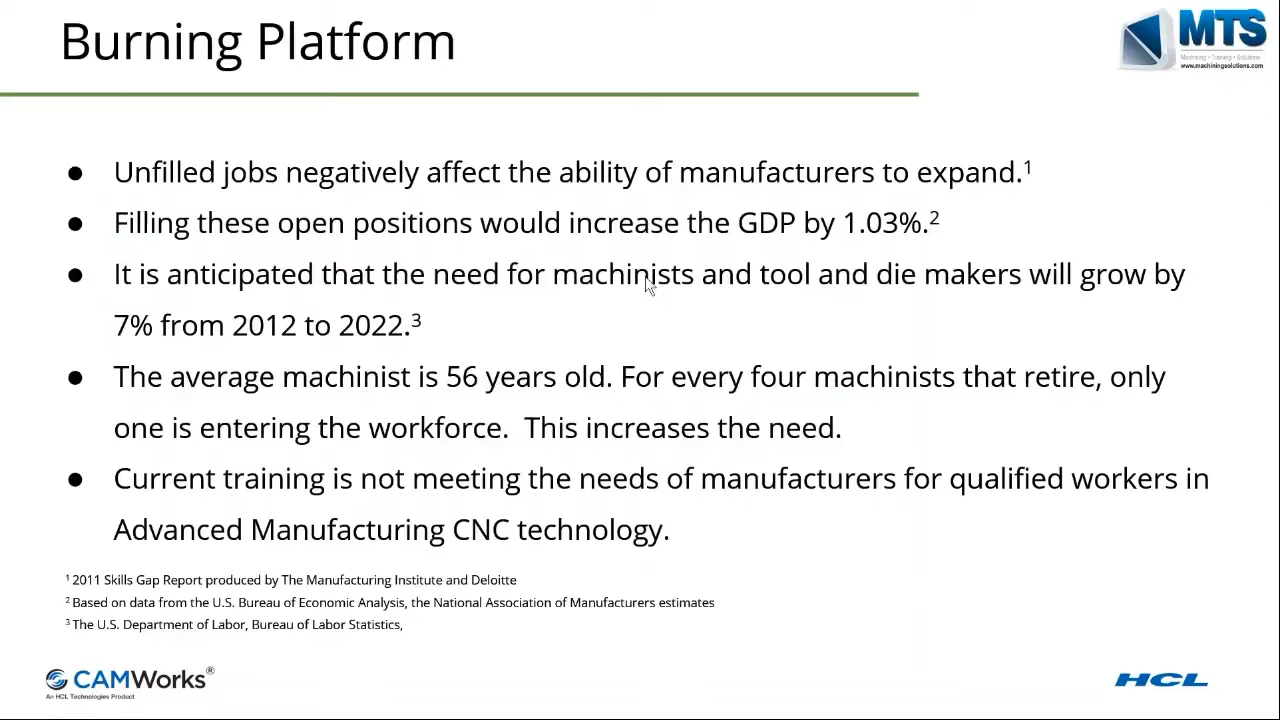 Burning Platform
MTS
Machining • Training • Solutions
www.machiningsolutions.com
● Unfilled jobs negatively affect the ability of manufacturers to expand.¹
● Filling these open positions would increase the GDP by 1.03%.²
● It is anticipated that the need for machinists and tool and die makers will grow by
7% from 2012 to 2022.³
● The average machinist is 56 years old. For every four machinists that retire, only
one is entering the workforce.  This increases the need.
● Current training is not meeting the needs of manufacturers for qualified workers in
Advanced Manufacturing CNC technology.
¹ 2011 Skills Gap Report produced by The Manufacturing Institute and Deloitte
² Based on data from the U.S. Bureau of Economic Analysis, the National Association of Manufacturers estimates
³ The U.S. Department of Labor, Bureau of Labor Statistics,
CAMWorks®
An HCL Technologies Product
HCL